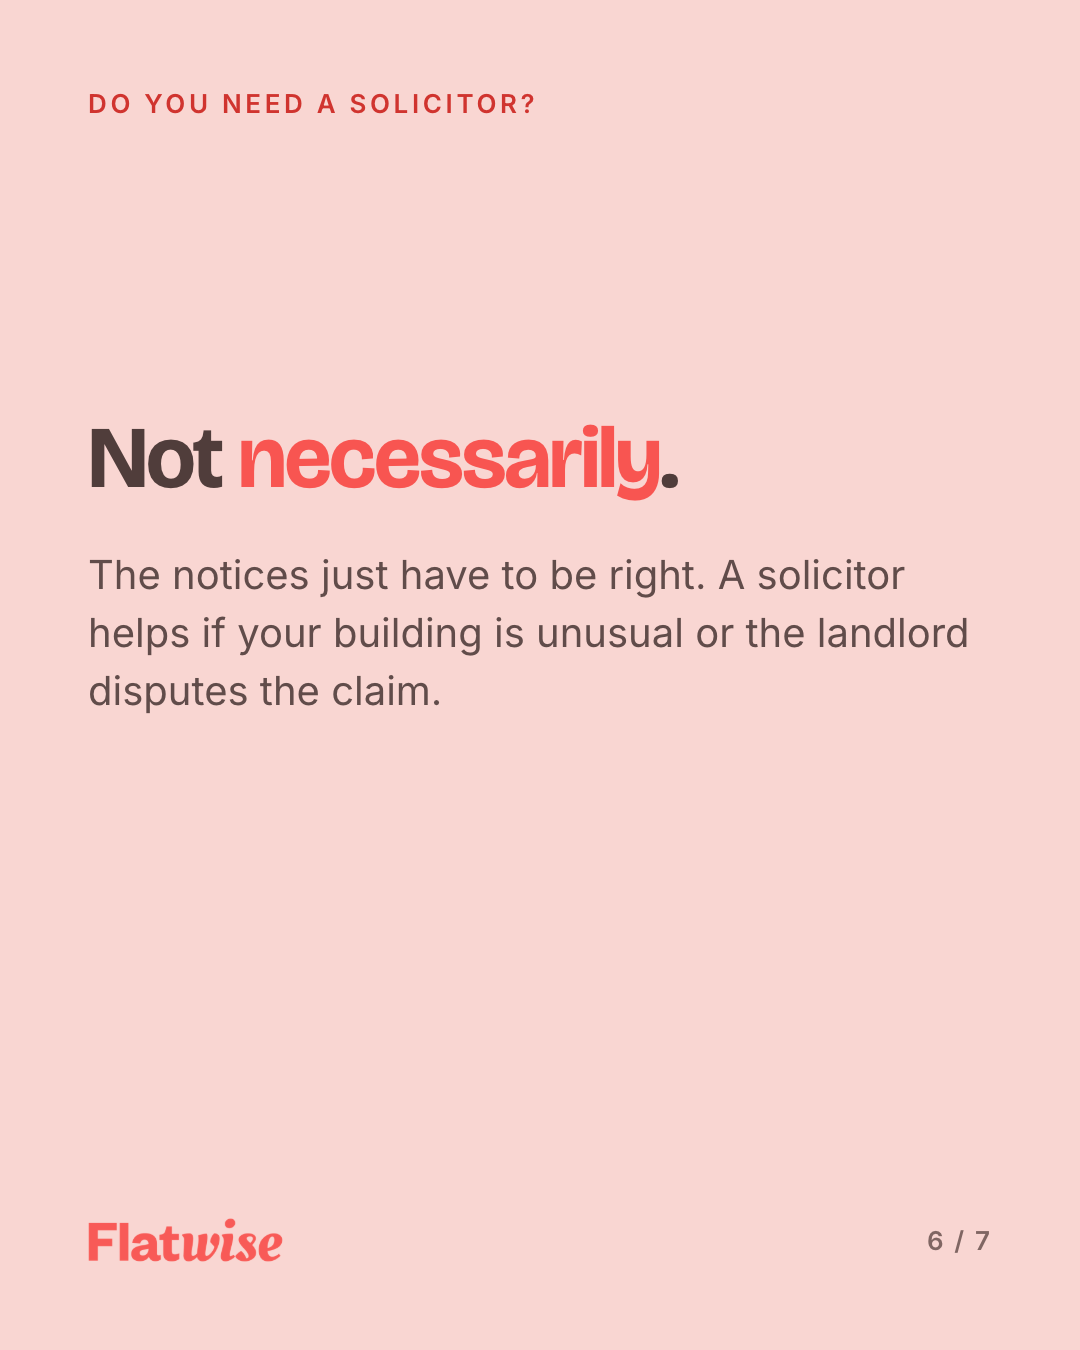 DO YOU NEED A SOLICITOR?
Not necessarily.
The notices just have to be right. A solicitor
helps if your building is unusual or the landlord
disputes the claim.
Flatwise
6 / 7